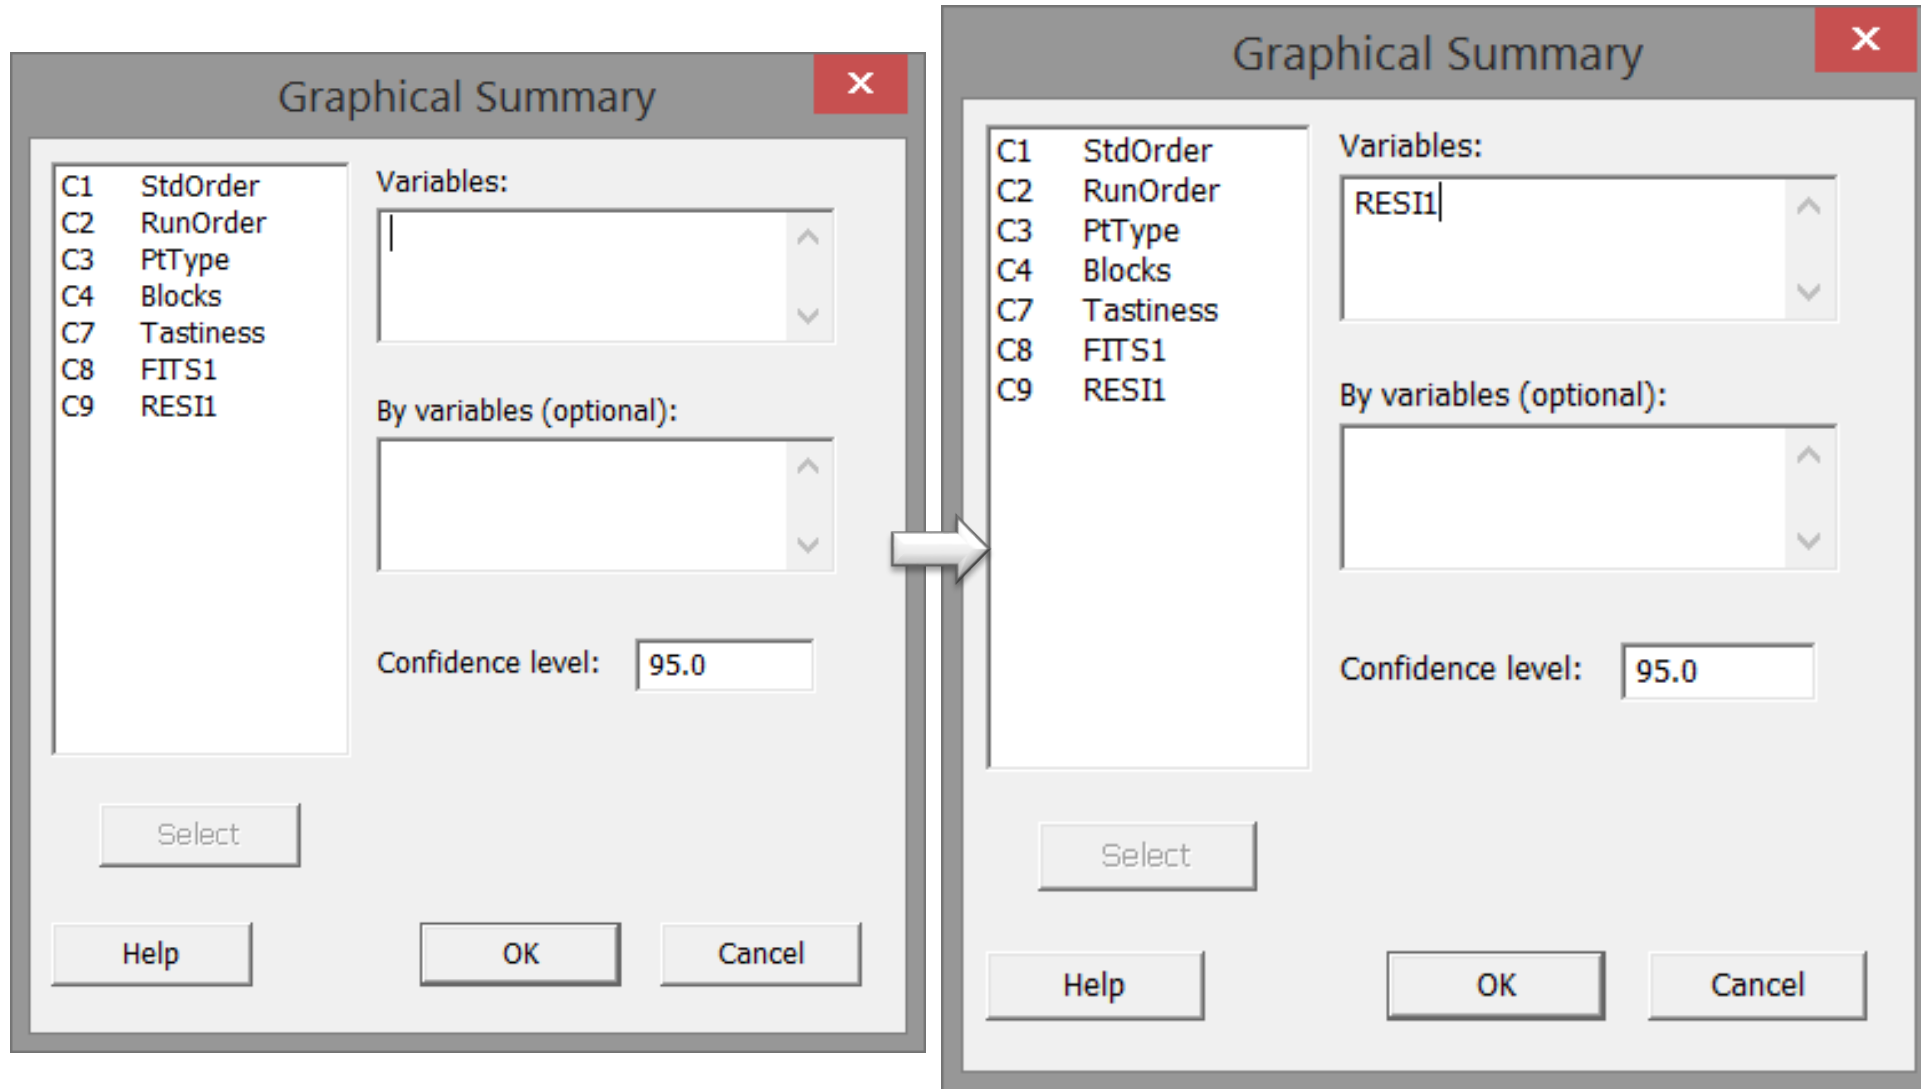 Graphical Summary
C1 StdOrder
C2 RunOrder
C3 PtType
C4 Blocks
C7 Tastiness
C8 FITS1
C9 RESI1
Variables:
By variables (optional):
Confidence level: 95.0
Select
Help OK Cancel
Graphical Summary
C1 StdOrder
C2 RunOrder
C3 PtType
C4 Blocks
C7 Tastiness
C8 FITS1
C9 RESI1
Variables:
RESI1
By variables (optional):
Confidence level: 95.0
Select
Help OK Cancel